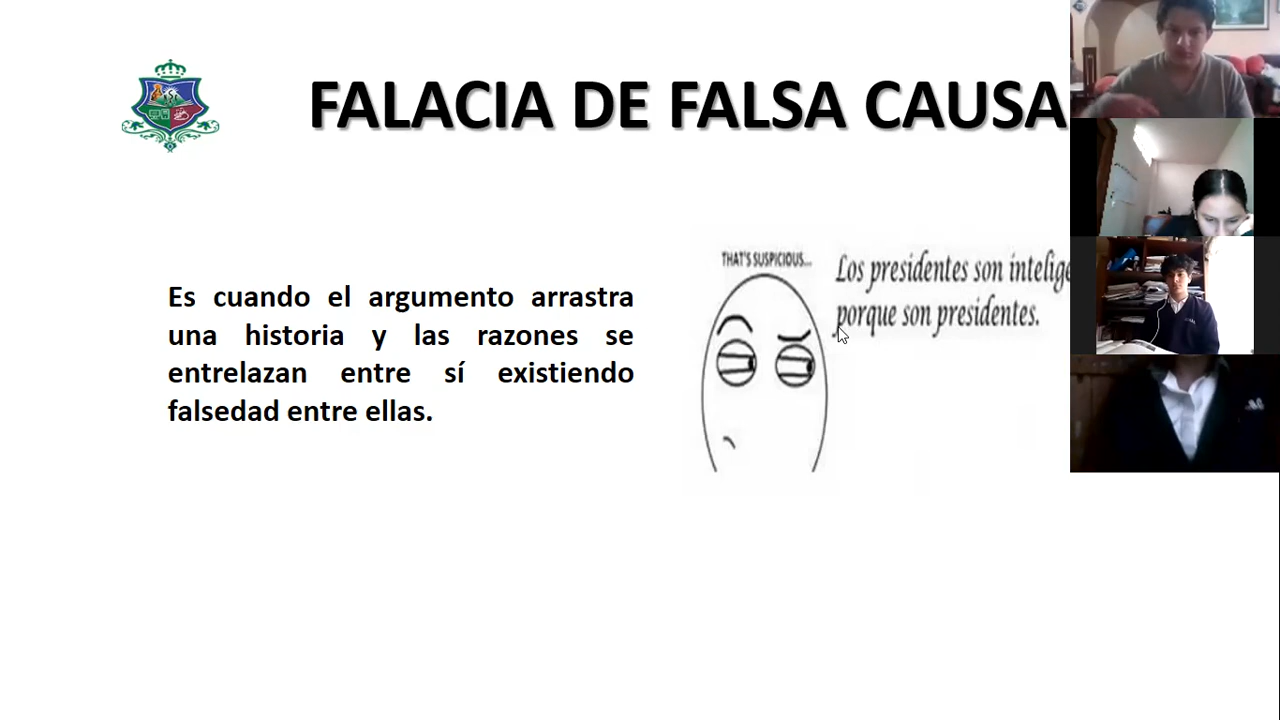 FALACIA DE FALSA CAUSA
Es cuando el argumento arrastra
una historia y las razones se
entrelazan entre sí existiendo
falsedad entre ellas.
THAT'S SUSPICIOUS...
Los presidentes son intelige
porque son presidentes.